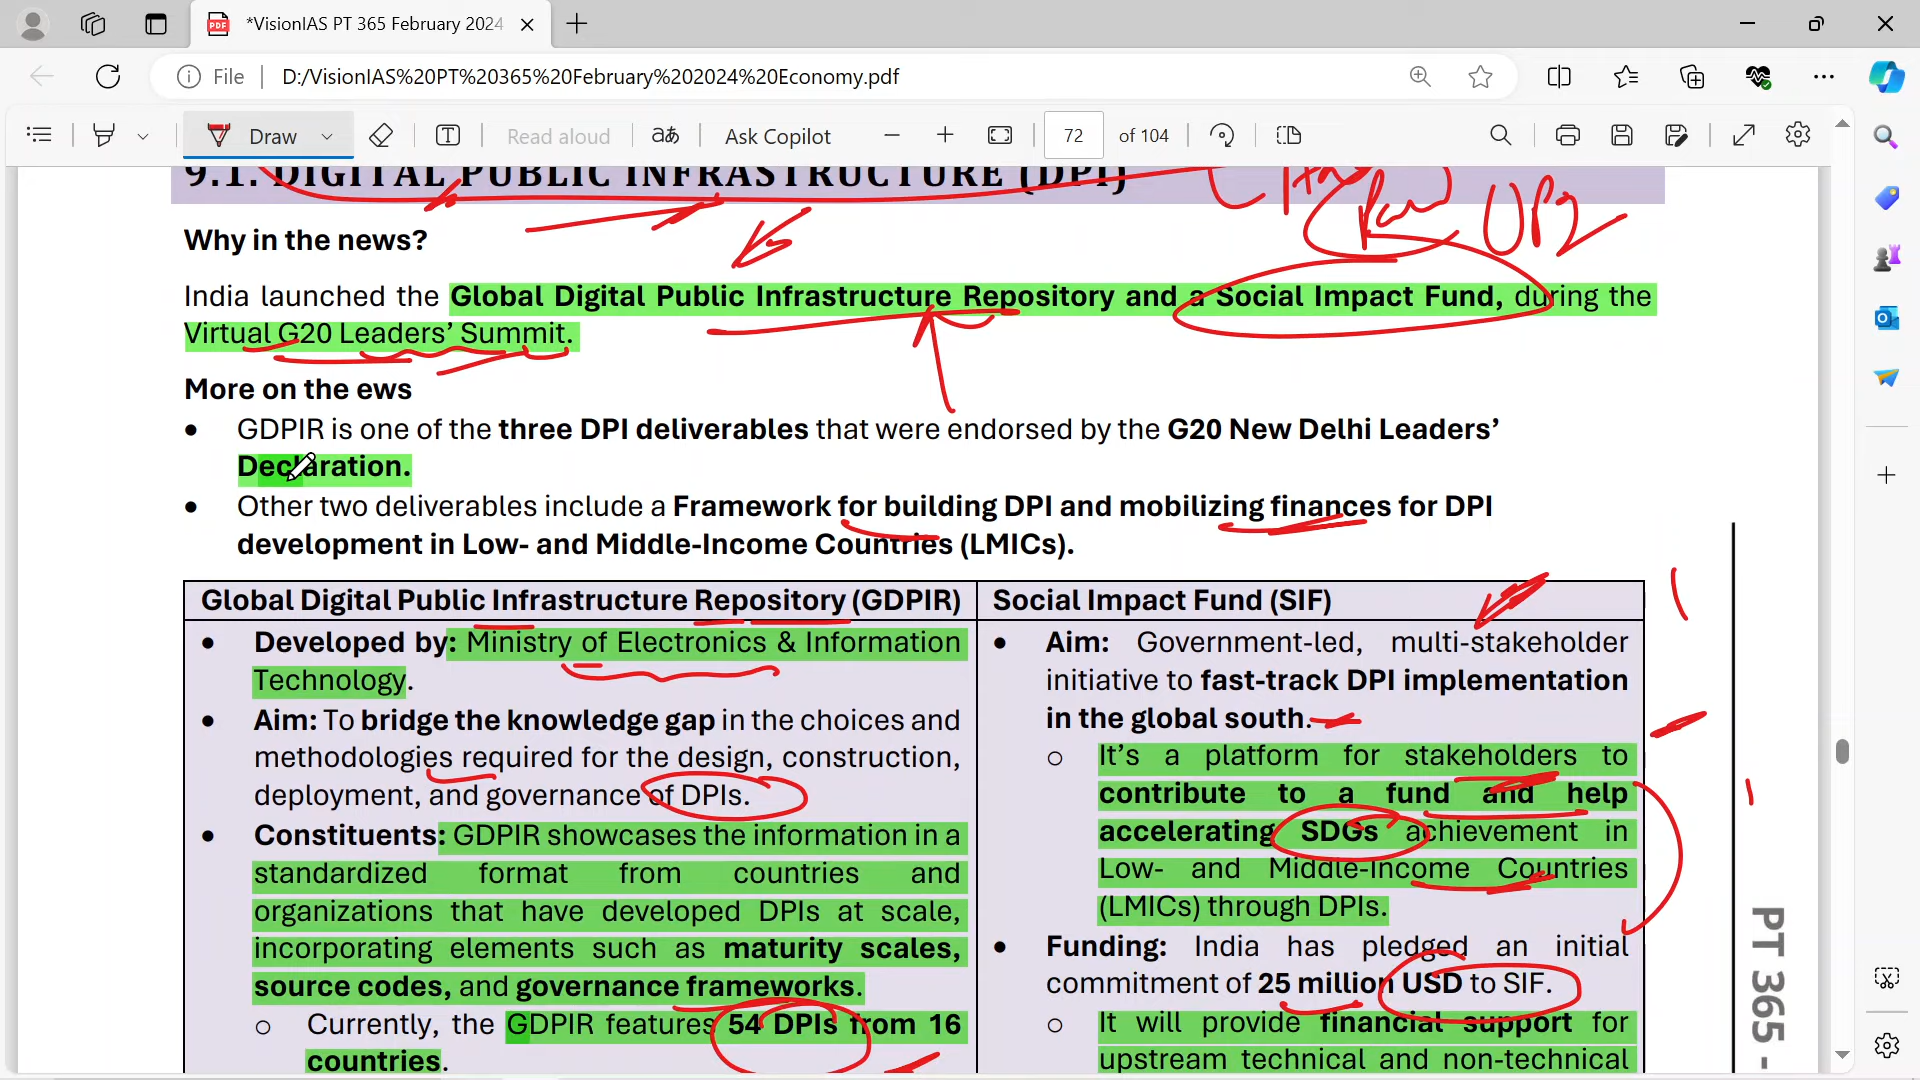 *VisionIAS PT 365 February 2024
File
D:/VisionIAS%20PT%20365%20February%202024%20Economy.pdf
Draw
Read aloud
aあ
Ask Copilot
72
of 104
9.1. DIGITAL PUBLIC INFRASTRUCTURE (DPI)
UPI
Why in the news?
India launched the Global Digital Public Infrastructure Repository and a Social Impact Fund, during the
Virtual G20 Leaders’ Summit.
More on the ews
• GDPIR is one of the three DPI deliverables that were endorsed by the G20 New Delhi Leaders’
Declaration.
• Other two deliverables include a Framework for building DPI and mobilizing finances for DPI
development in Low- and Middle-Income Countries (LMICs).
Global Digital Public Infrastructure Repository (GDPIR)
• Developed by: Ministry of Electronics & Information
Technology.
• Aim: To bridge the knowledge gap in the choices and
methodologies required for the design, construction,
deployment, and governance of DPIs.
• Constituents: GDPIR showcases the information in a
standardized format from countries and
organizations that have developed DPIs at scale,
incorporating elements such as maturity scales,
source codes, and governance frameworks.
o Currently, the GDPIR features 54 DPIs from 16
countries.
Social Impact Fund (SIF)
• Aim: Government-led, multi-stakeholder
initiative to fast-track DPI implementation
in the global south.
o It’s a platform for stakeholders to
contribute to a fund and help
accelerating SDGs achievement in
Low- and Middle-Income Countries
(LMICs) through DPIs.
• Funding: India has pledged an initial
commitment of 25 million USD to SIF.
o It will provide financial support for
upstream technical and non-technical
PT 365 -